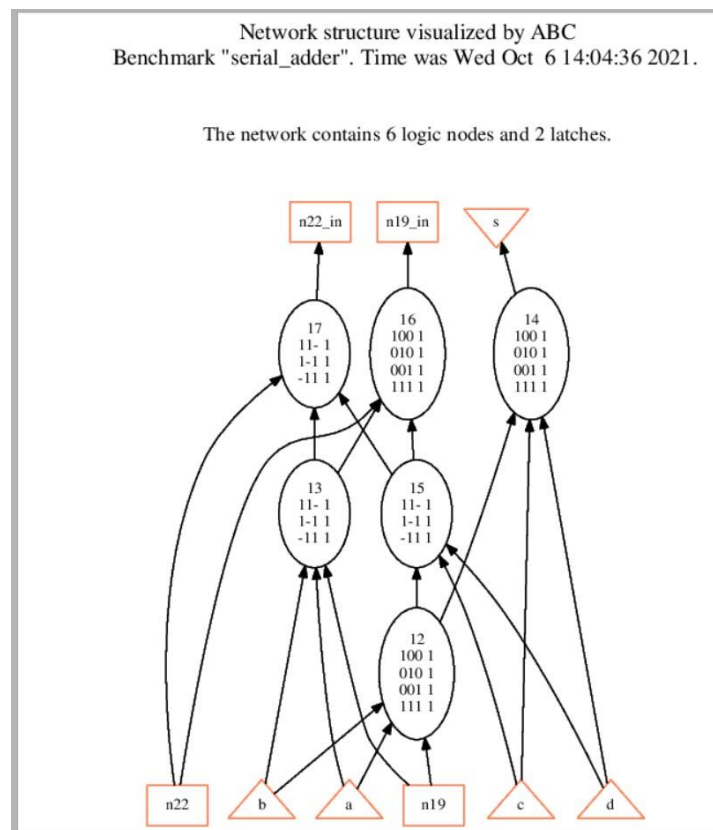 Network structure visualized by ABC
Benchmark "serial_adder". Time was Wed Oct  6 14:04:36 2021.
The network contains 6 logic nodes and 2 latches.
n22_in
n19_in
s
17
11- 1
1-1 1
-11 1
16
100 1
010 1
001 1
111 1
14
100 1
010 1
001 1
111 1
13
11- 1
1-1 1
-11 1
15
11- 1
1-1 1
-11 1
12
100 1
010 1
001 1
111 1
n22
b
a
n19
c
d